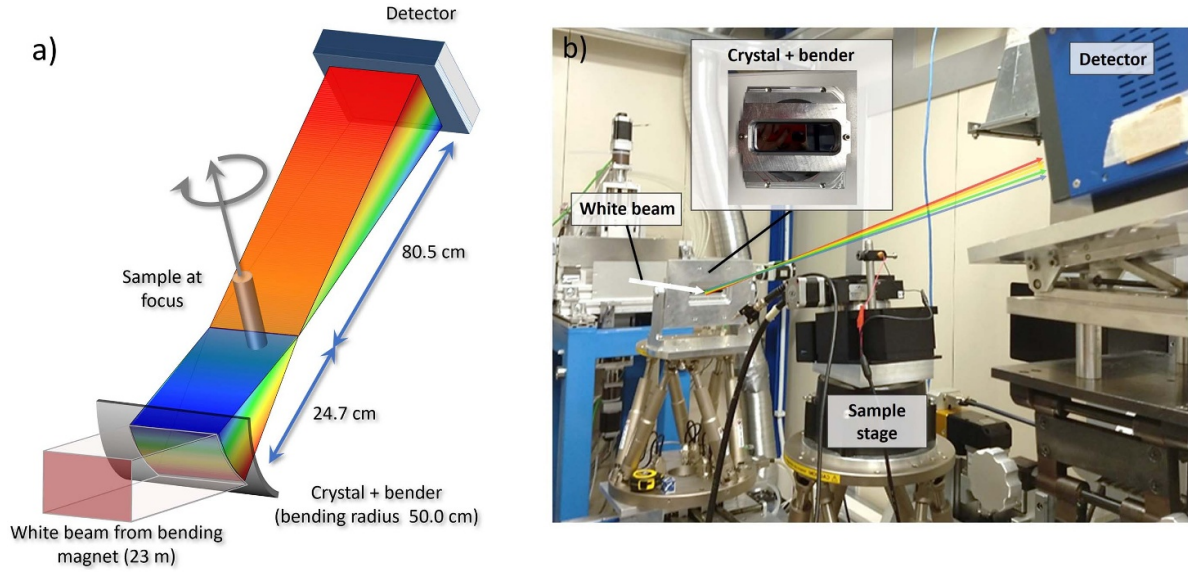 a)
Detector
80.5 cm
Sample at
focus
24.7 cm
Crystal + bender
(bending radius  50.0 cm)
White beam from bending
magnet (23 m)
b)
Crystal + bender
Detector
White beam
Sample
stage